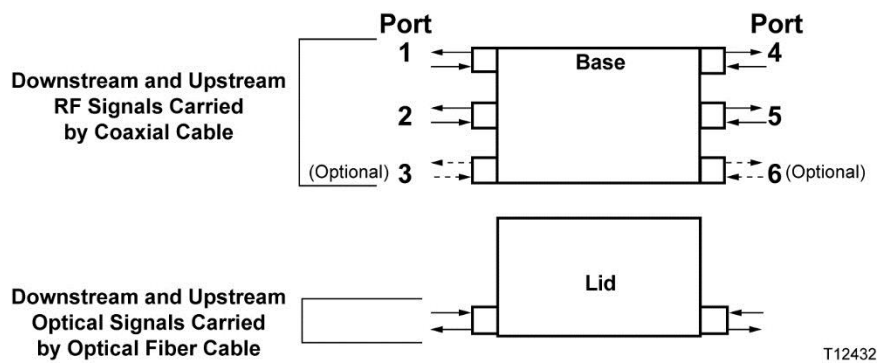 Port
Port
1
Base
4
Downstream and Upstream
RF Signals Carried
by Coaxial Cable
2
5
(Optional) 3
6 (Optional)
Lid
Downstream and Upstream
Optical Signals Carried
by Optical Fiber Cable
T12432